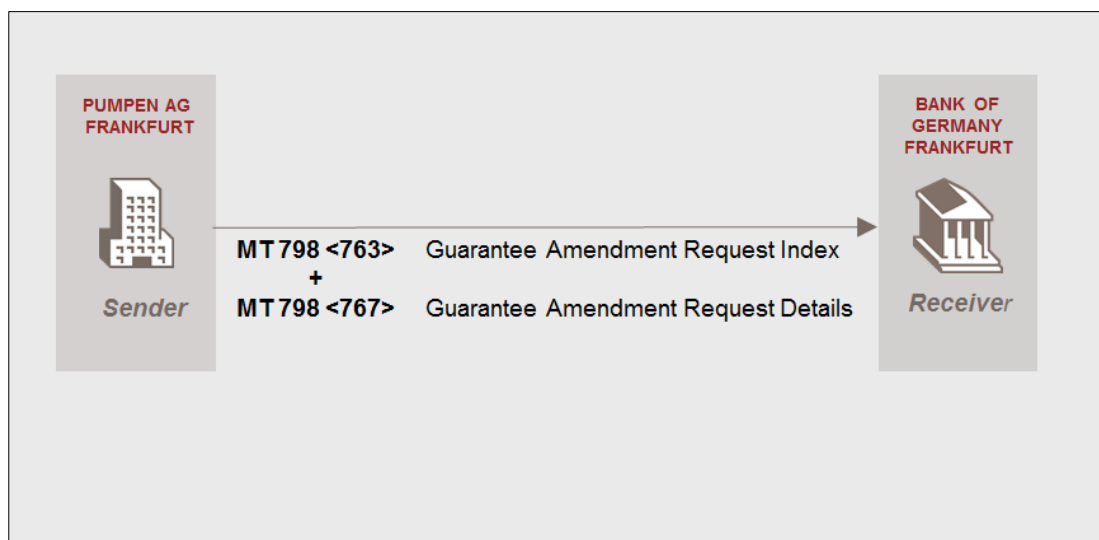 PUMPEN AG
FRANKFURT
Sender
MT 798 <763> Guarantee Amendment Request Index
+
MT 798 <767> Guarantee Amendment Request Details
BANK OF
GERMANY
FRANKFURT
Receiver